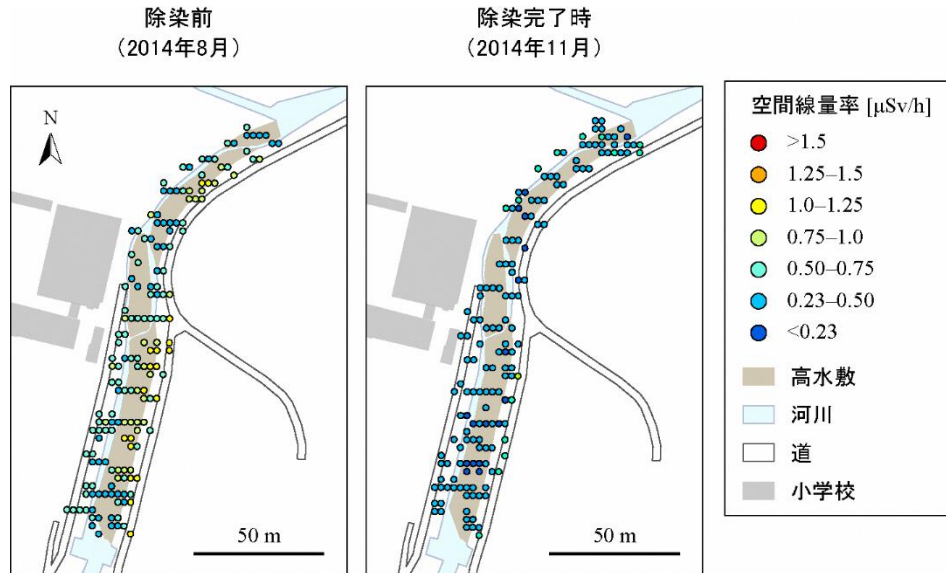 除染前
（2014年8月）
除染完了時
（2014年11月）
N
50 m
50 m
空間線量率 [μSv/h]
>1.5
1.25–1.5
1.0–1.25
0.75–1.0
0.50–0.75
0.23–0.50
<0.23
高水敷
河川
道
小学校